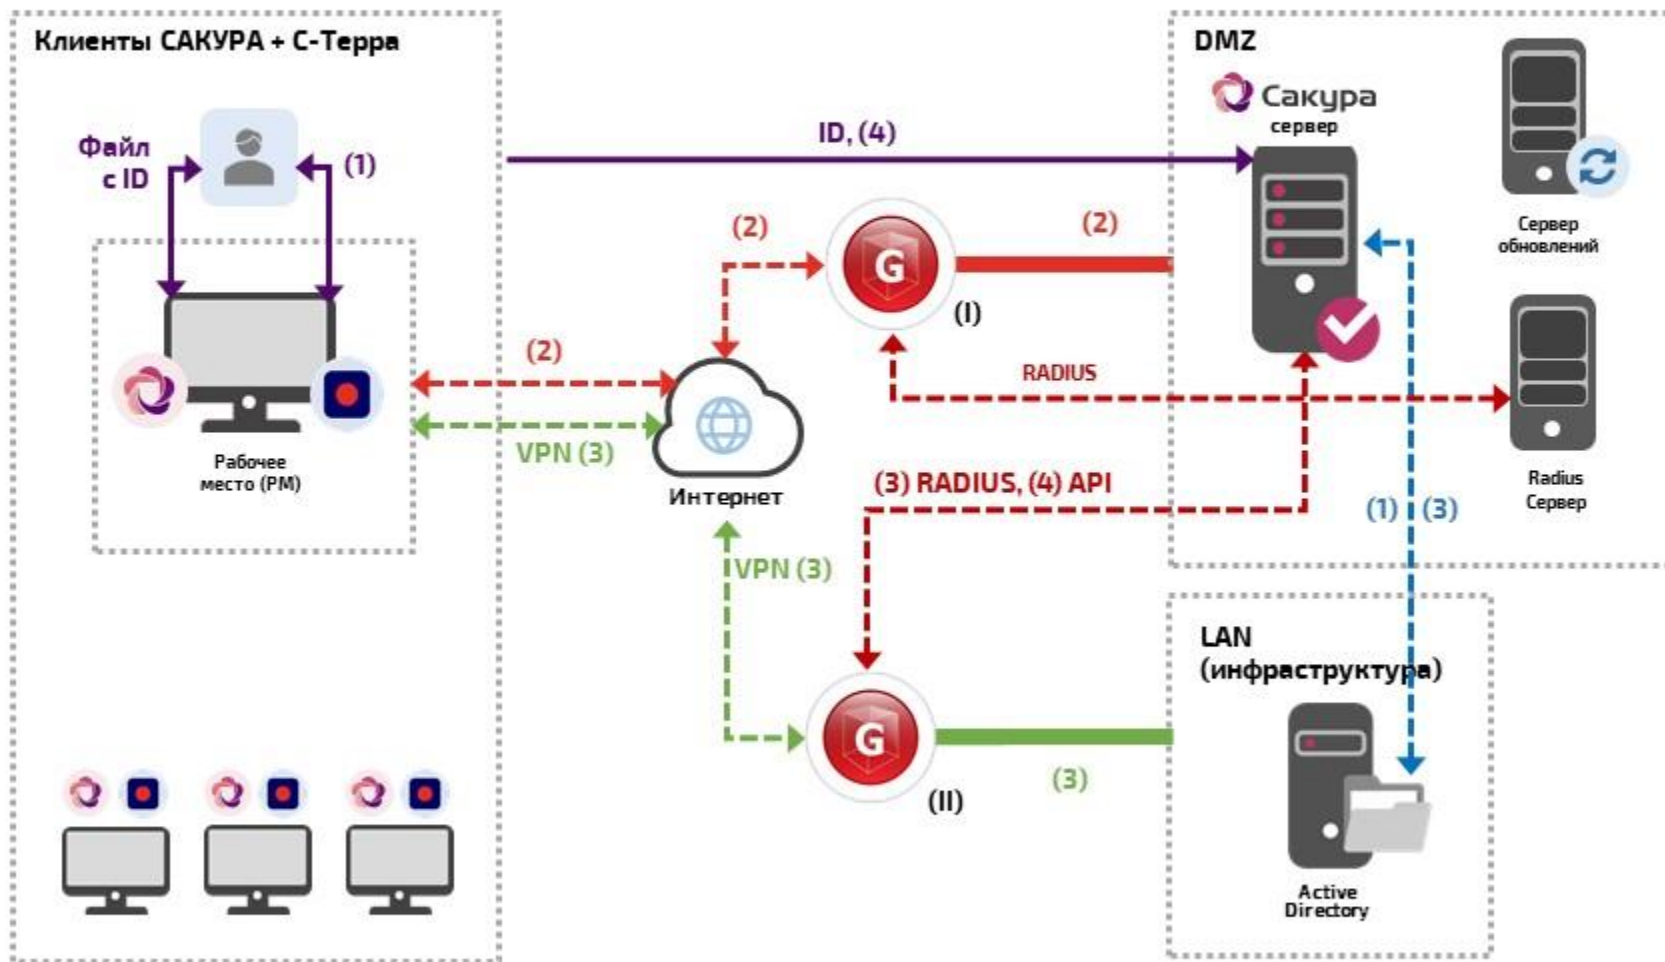 Клиенты САКУРА + С-Терра
Файл
с ID
(1)
Рабочее
место (РМ)
ID, (4)
(2)
(2)
G
(I)
(2)
VPN (3)
Интернет
RADIUS
(3) RADIUS, (4) API
VPN (3)
G
(II)
(3)
DMZ
Сакура
сервер
Сервер
обновлений
Radius
Сервер
(1)
(3)
LAN
(инфраструктура)
Active
Directory